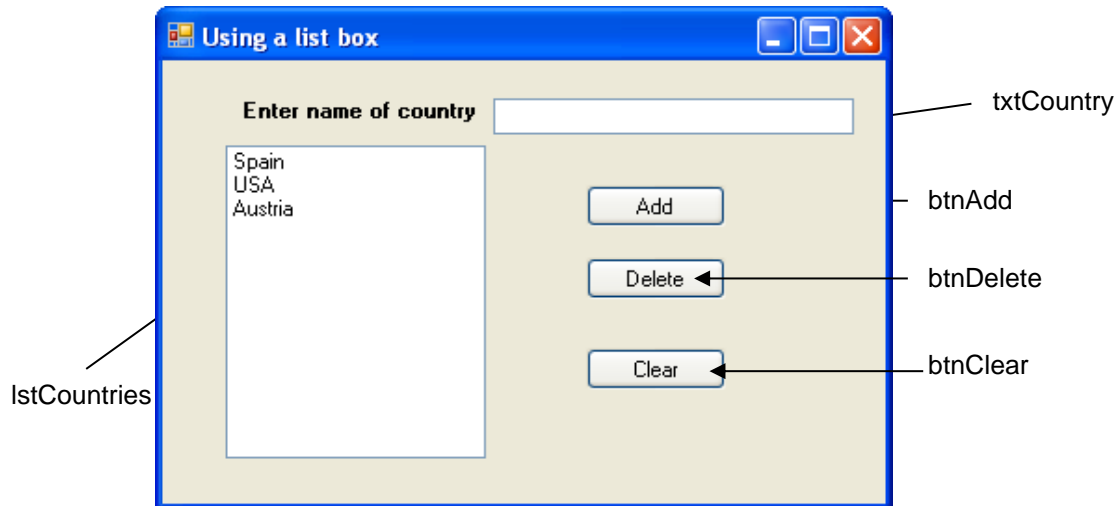 Using a list box
Enter name of country
txtCountry
Spain
USA
Austria
Add
btnAdd
Delete
btnDelete
Clear
btnClear
lstCountries